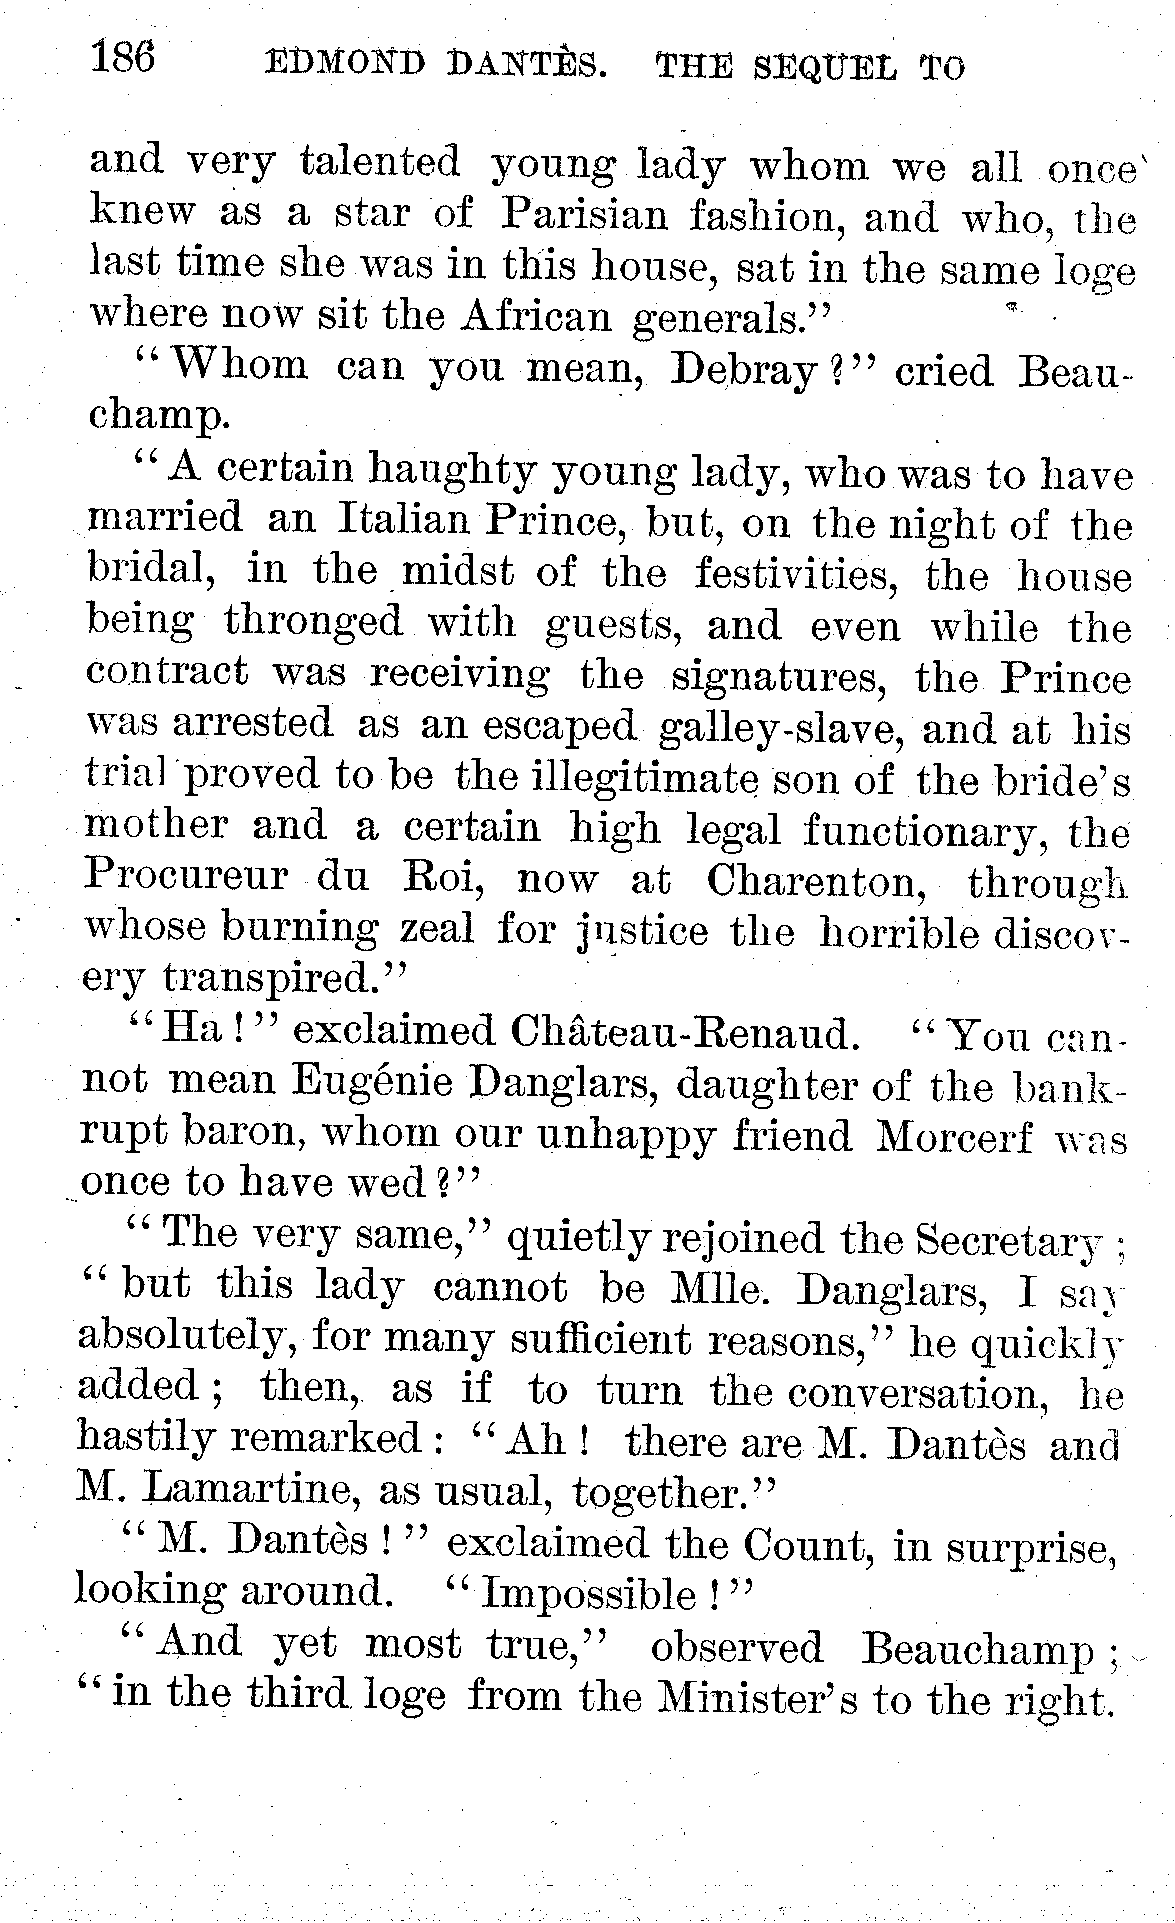 186 EDMOND DANTÈS. THE SEQUEL TO
and very talented young lady whom we all once
knew as a star of Parisian fashion, and who, the
last time she was in this house, sat in the same loge
where now sit the African generals."
"Whom can you mean, Debray?" cried Beau-
champ.
"A certain haughty young lady, who was to have
married an Italian Prince, but, on the night of the
bridal, in the midst of the festivities, the house
being thronged with guests, and even while the
contract was receiving the signatures, the Prince
was arrested as an escaped galley-slave, and at his
trial proved to be the illegitimate son of the bride's
mother and a certain high legal functionary, the
Procureur du Roi, now at Charenton, through
whose burning zeal for justice the horrible discov-
ery transpired."
"Ha!" exclaimed Château-Renaud. "You can-
not mean Eugénie Danglars, daughter of the bank-
rupt baron, whom our unhappy friend Morcerf was
once to have wed?"
"The very same," quietly rejoined the Secretary;
"but this lady cannot be Mlle. Danglars, I say
absolutely, for many sufficient reasons," he quickly
added; then, as if to turn the conversation, he
hastily remarked: "Ah! there are M. Dantès and
M. Lamartine, as usual, together."
"M. Dantès!" exclaimed the Count, in surprise,
looking around. "Impossible!"
"And yet most true," observed Beauchamp;
"in the third loge from the Minister's to the right.